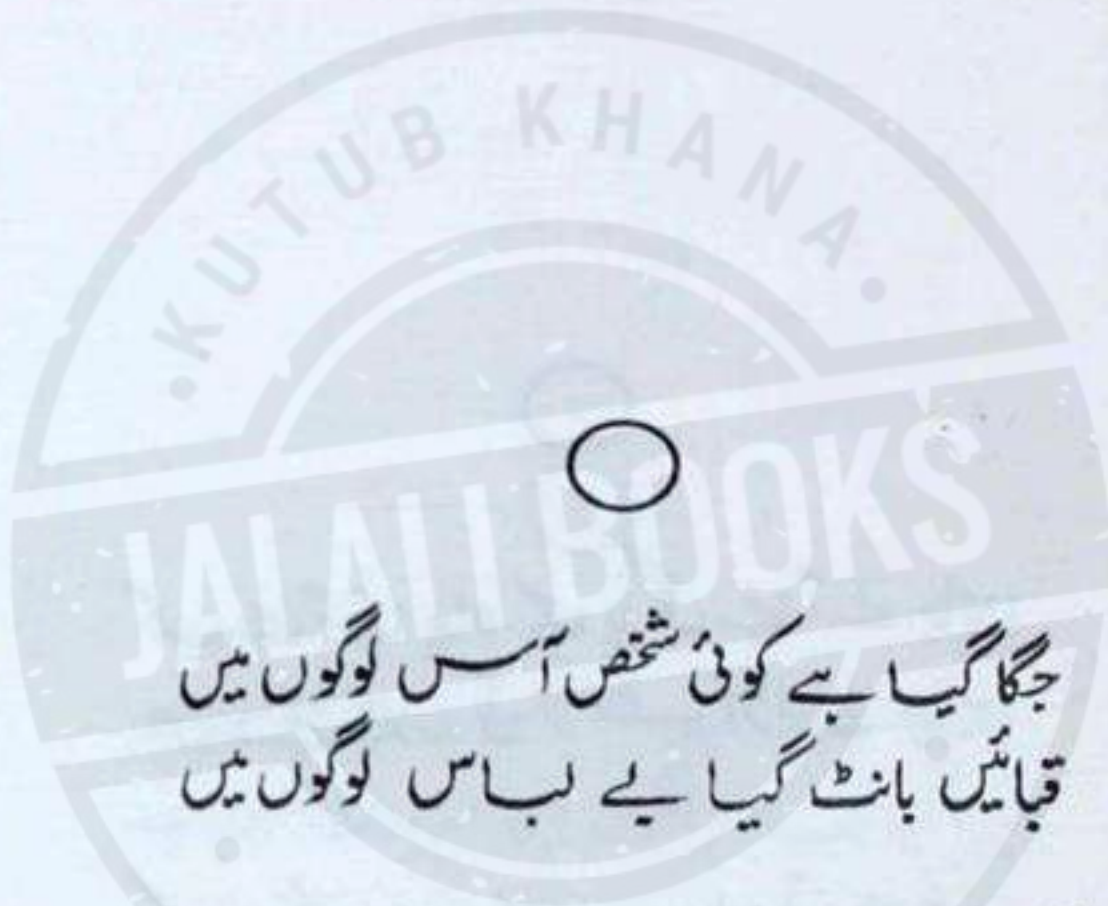 KUTUB KHANA
JALALI BOOKS
جگا گیا ہے کوئی شخص آس لوگوں میں
قبائیں بانٹ گیا بے لباس لوگوں میں